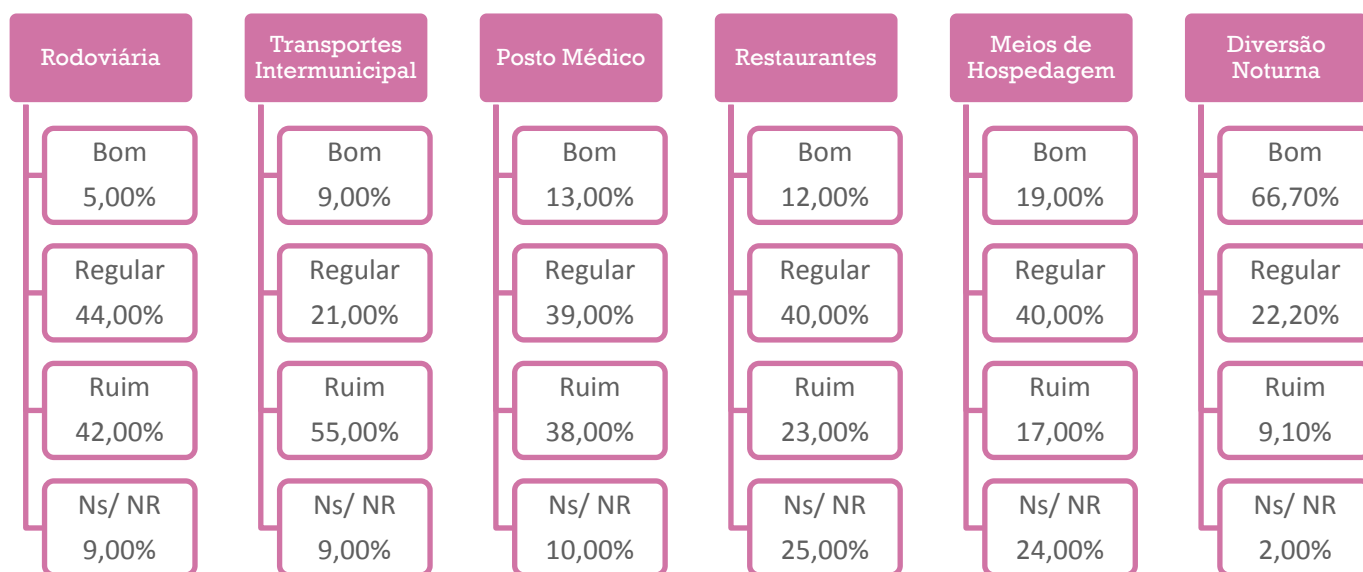 Rodoviária
Bom
5,00%
Regular
44,00%
Ruim
42,00%
Ns/ NR
9,00%
Transportes
Intermunicipal
Bom
9,00%
Regular
21,00%
Ruim
55,00%
Ns/ NR
9,00%
Posto Médico
Bom
13,00%
Regular
39,00%
Ruim
38,00%
Ns/ NR
10,00%
Restaurantes
Bom
12,00%
Regular
40,00%
Ruim
23,00%
Ns/ NR
25,00%
Meios de
Hospedagem
Bom
19,00%
Regular
40,00%
Ruim
17,00%
Ns/ NR
24,00%
Diversão
Noturna
Bom
66,70%
Regular
22,20%
Ruim
9,10%
Ns/ NR
2,00%